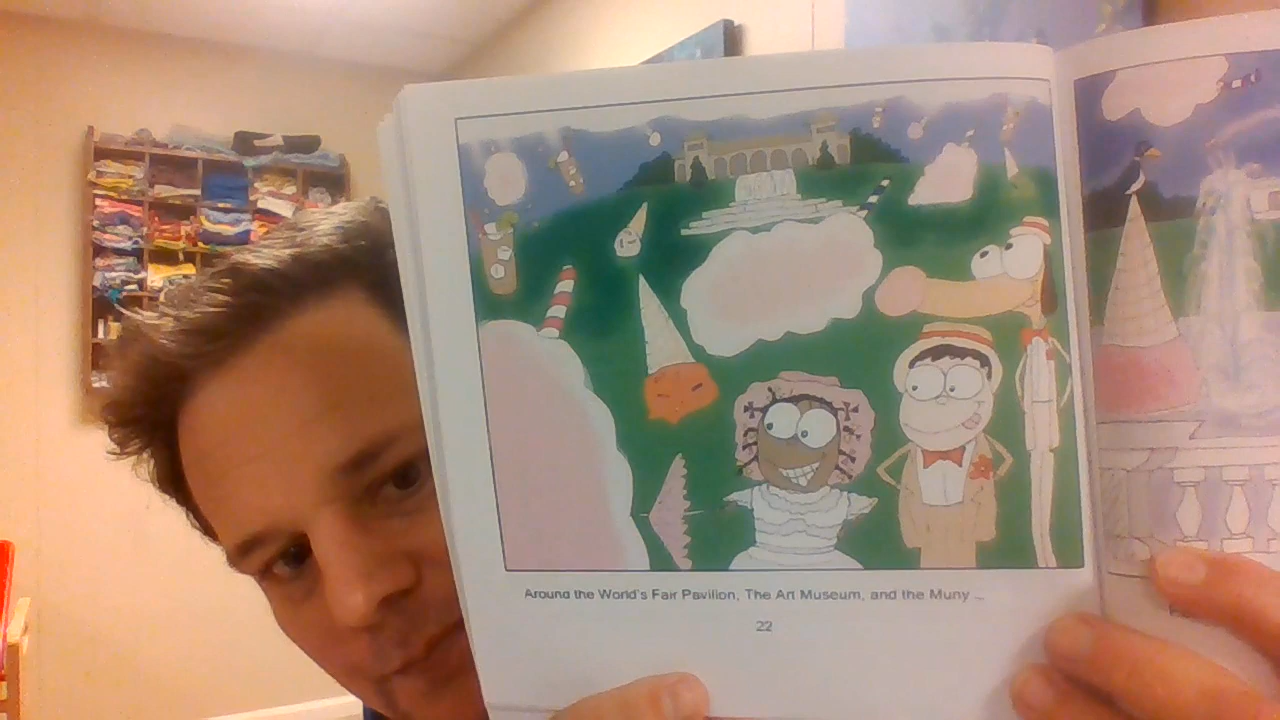 Around the World's Fair Pavilion, The Art Museum, and the Muny ...
22